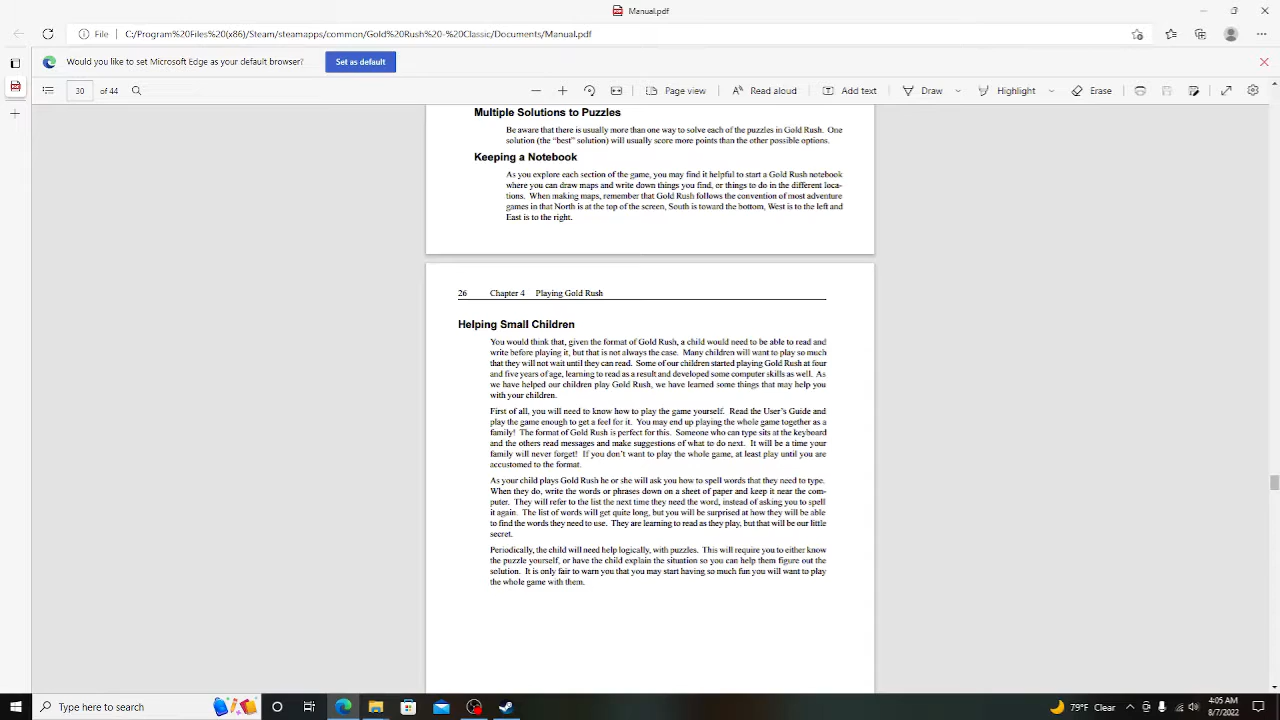 Manual.pdf
File
C:/Program%20Files%20(x86)/Steam/steamapps/common/Gold%20Rush%20-%20Classic/Documents/Manual.pdf
Would you like to set Microsoft Edge as your default browser?
Set as default
30 of 44
Page view
Read aloud
Add text
Draw
Highlight
Erase
Multiple Solutions to Puzzles
Be aware that there is usually more than one way to solve each of the puzzles in Gold Rush. One
solution (the “best” solution) will usually score more points than the other possible options.
Keeping a Notebook
As you explore each section of the game, you may find it helpful to start a Gold Rush notebook
where you can draw maps and write down things you find, or things to do in the different loca-
tions. When making maps, remember that Gold Rush follows the convention of most adventure
games in that North is at the top of the screen, South is toward the bottom, West is to the left and
East is to the right.
26 Chapter 4 Playing Gold Rush
Helping Small Children
You would think that, given the format of Gold Rush, a child would need to be able to read and
write before playing it, but that is not always the case. Many children will want to play so much
that they will not wait until they can read. Some of our children started playing Gold Rush at four
and five years of age, learning to read as a result and developed some computer skills as well. As
we have helped our children play Gold Rush, we have learned some things that may help you
with your children.
First of all, you will need to know how to play the game yourself. Read the User's Guide and
play the game enough to get a feel for it. You may end up playing the whole game together as a
family! The format of Gold Rush is perfect for this. Someone who can type sits at the keyboard
and the others read messages and make suggestions of what to do next. It will be a time your
family will never forget! If you don't want to play the whole game, at least play until you are
accustomed to the format.
As your child plays Gold Rush he or she will ask you how to spell words that they need to type.
When they do, write the words or phrases down on a sheet of paper and keep it near the com-
puter. They will refer to the list the next time they need the word, instead of asking you to spell
it again. The list of words will get quite long, but you will be surprised at how they will be able
to find the words they need to use. They are learning to read as they play, but that will be our little
secret.
Periodically, the child will need help logically, with puzzles. This will require you to either know
the puzzle yourself, or have the child explain the situation so you can help them figure out the
solution. It is only fair to warn you that you may start having so much fun you will want to play
the whole game with them.
Type here to search
79°F Clear
4:05 AM
8/7/2022